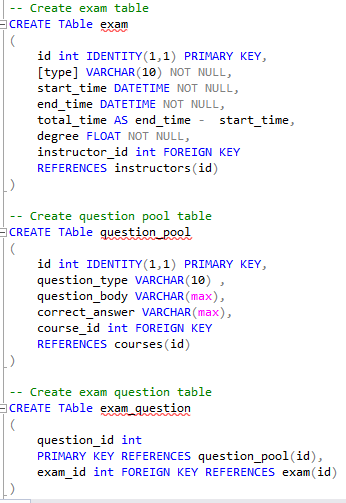 -- Create exam table
CREATE TAble exam
(
id int IDENTITY(1,1) PRIMARY KEY,
[type] VARCHAR(10) NOT NULL,
start_time DATETIME NOT NULL,
end_time DATETIME NOT NULL,
total_time AS end_time - start_time,
degree FLOAT NOT NULL,
instructor_id int FOREIGN KEY
REFERENCES instructors(id)
)
-- Create question pool table
CREATE TAble question_pool
(
id int IDENTITY(1,1) PRIMARY KEY,
question_type VARCHAR(10) ,
question_body VARCHAR(max),
correct_answer VARCHAR(max),
course_id int FOREIGN KEY
REFERENCES courses(id)
)
-- Create exam question table
CREATE TAble exam_question
(
question_id int
PRIMARY KEY REFERENCES question_pool(id),
exam_id int FOREIGN KEY REFERENCES exam(id)
)